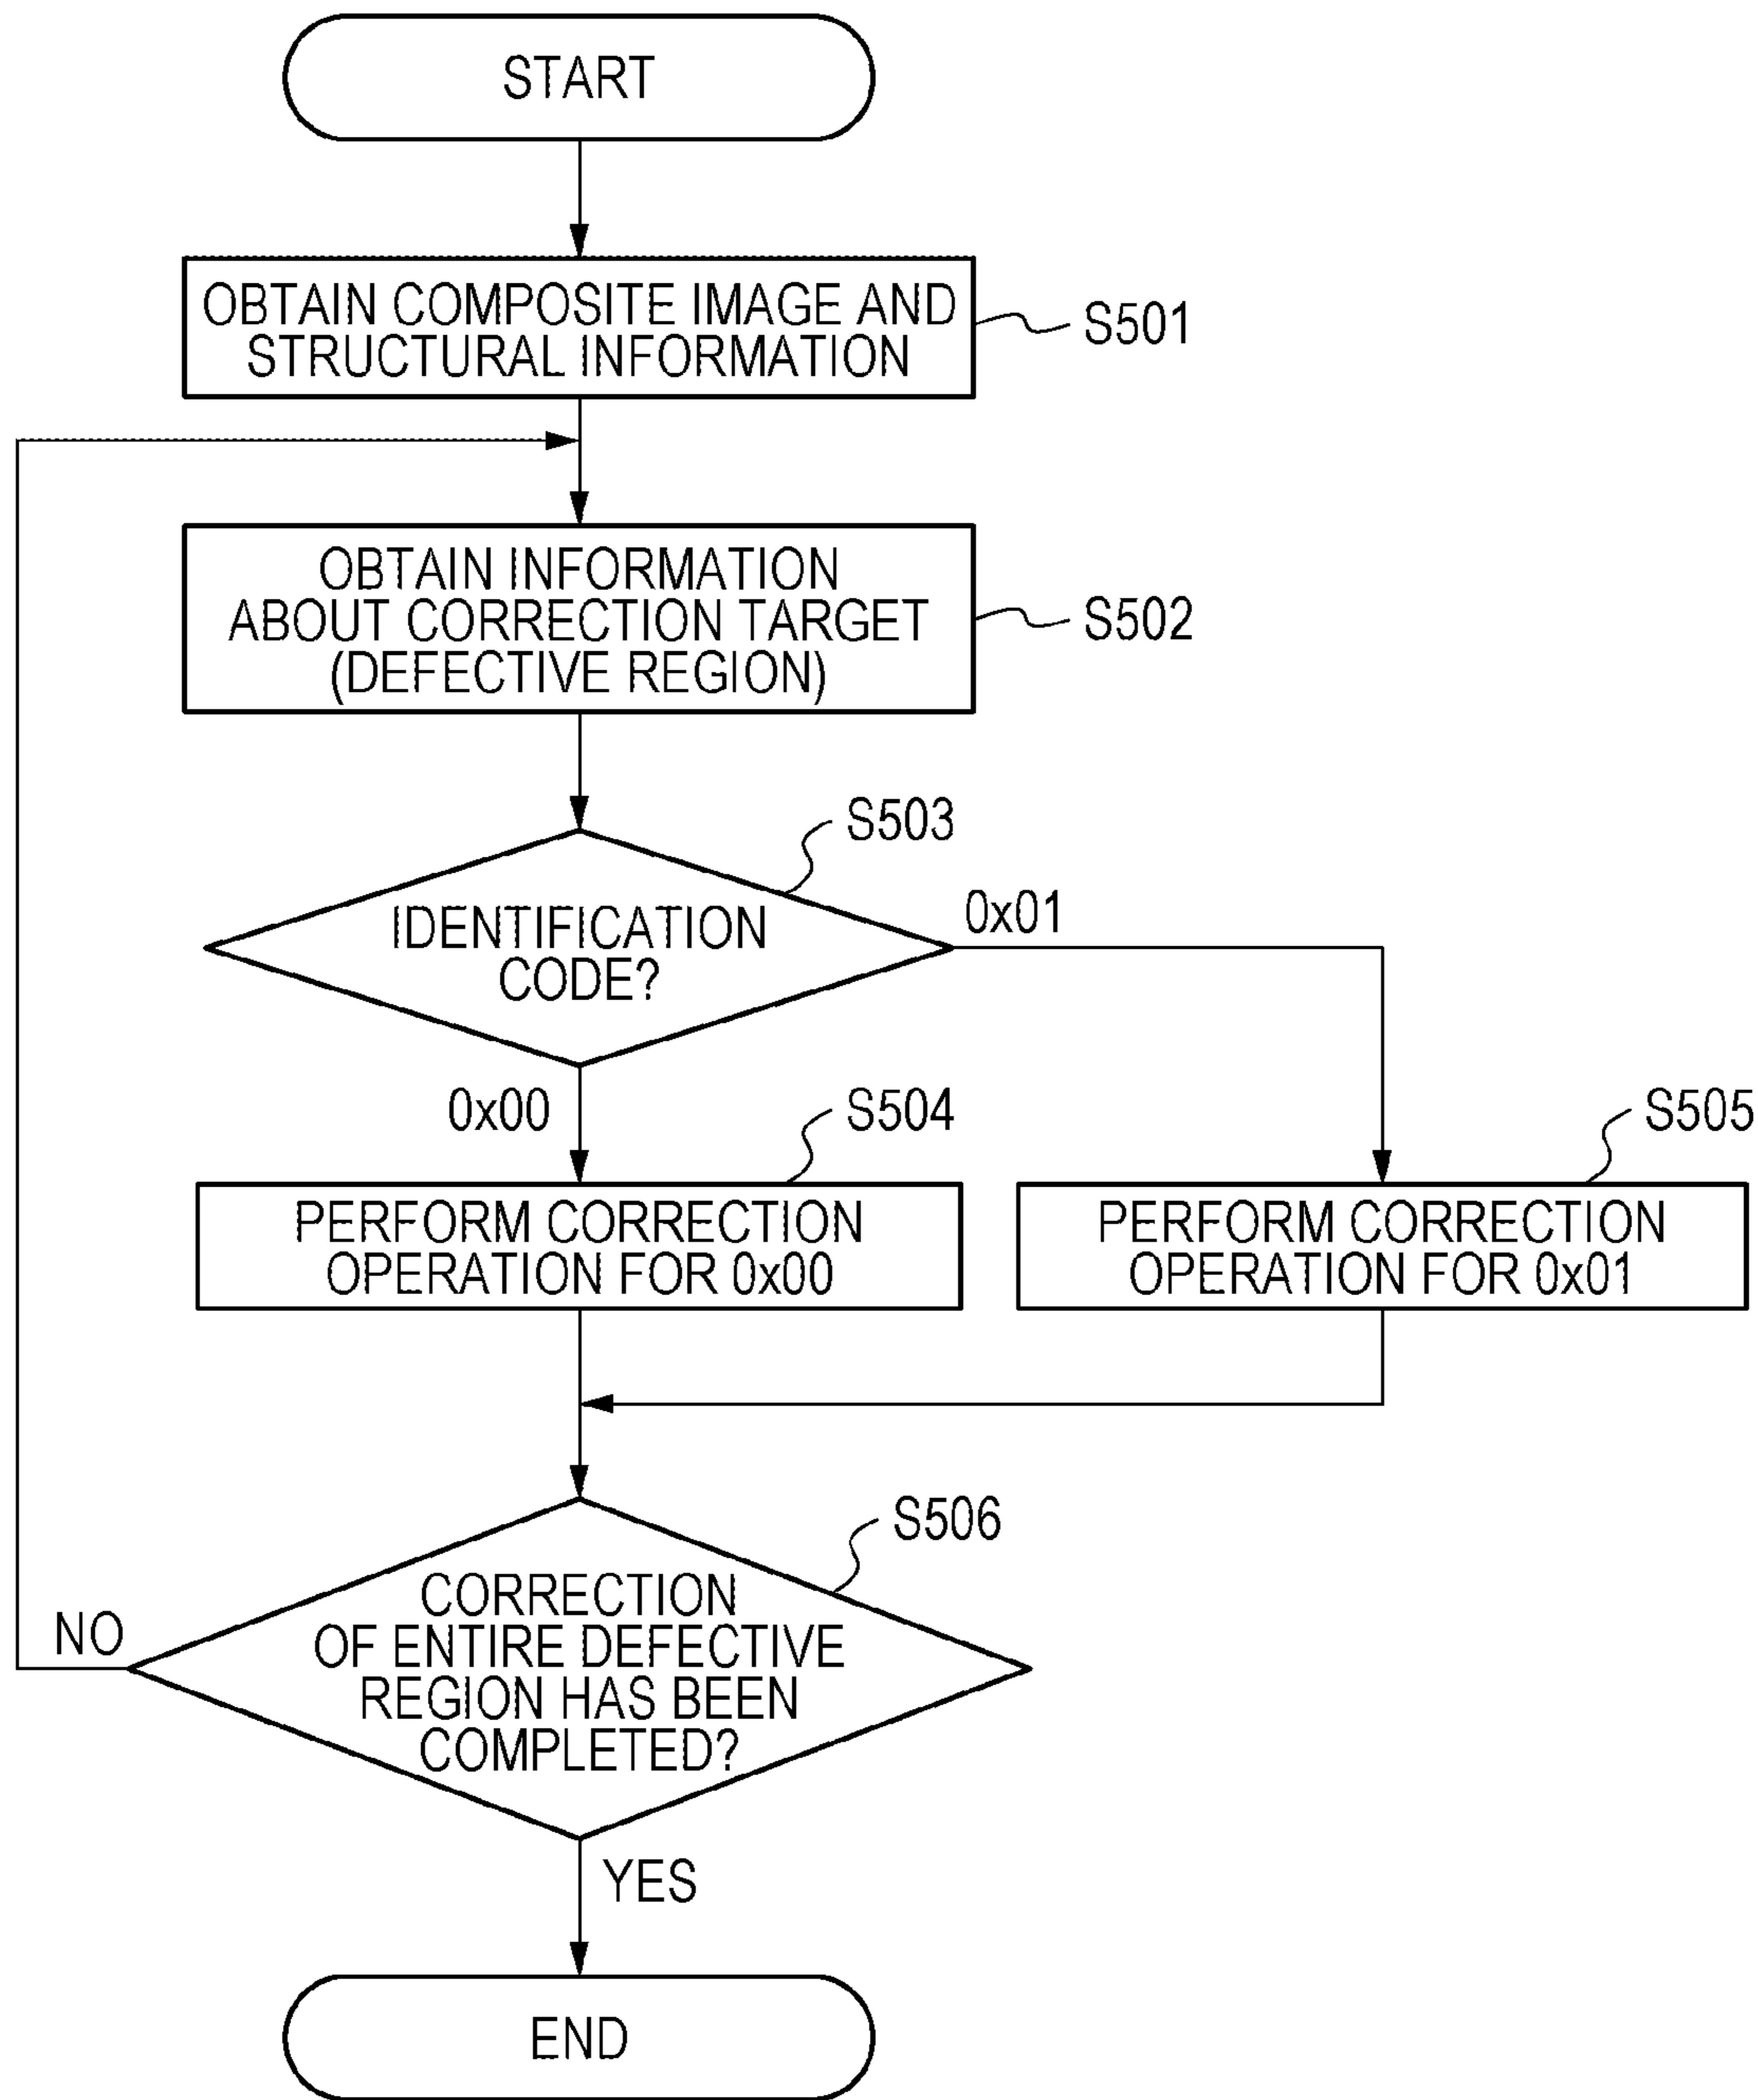 START
OBTAIN COMPOSITE IMAGE AND
STRUCTURAL INFORMATION
S501
OBTAIN INFORMATION
ABOUT CORRECTION TARGET
(DEFECTIVE REGION)
S502
S503
IDENTIFICATION
CODE?
0x01
0x00
S504
S505
PERFORM CORRECTION
OPERATION FOR 0x00
PERFORM CORRECTION
OPERATION FOR 0x01
S506
CORRECTION
OF ENTIRE DEFECTIVE
REGION HAS BEEN
COMPLETED?
NO
YES
END